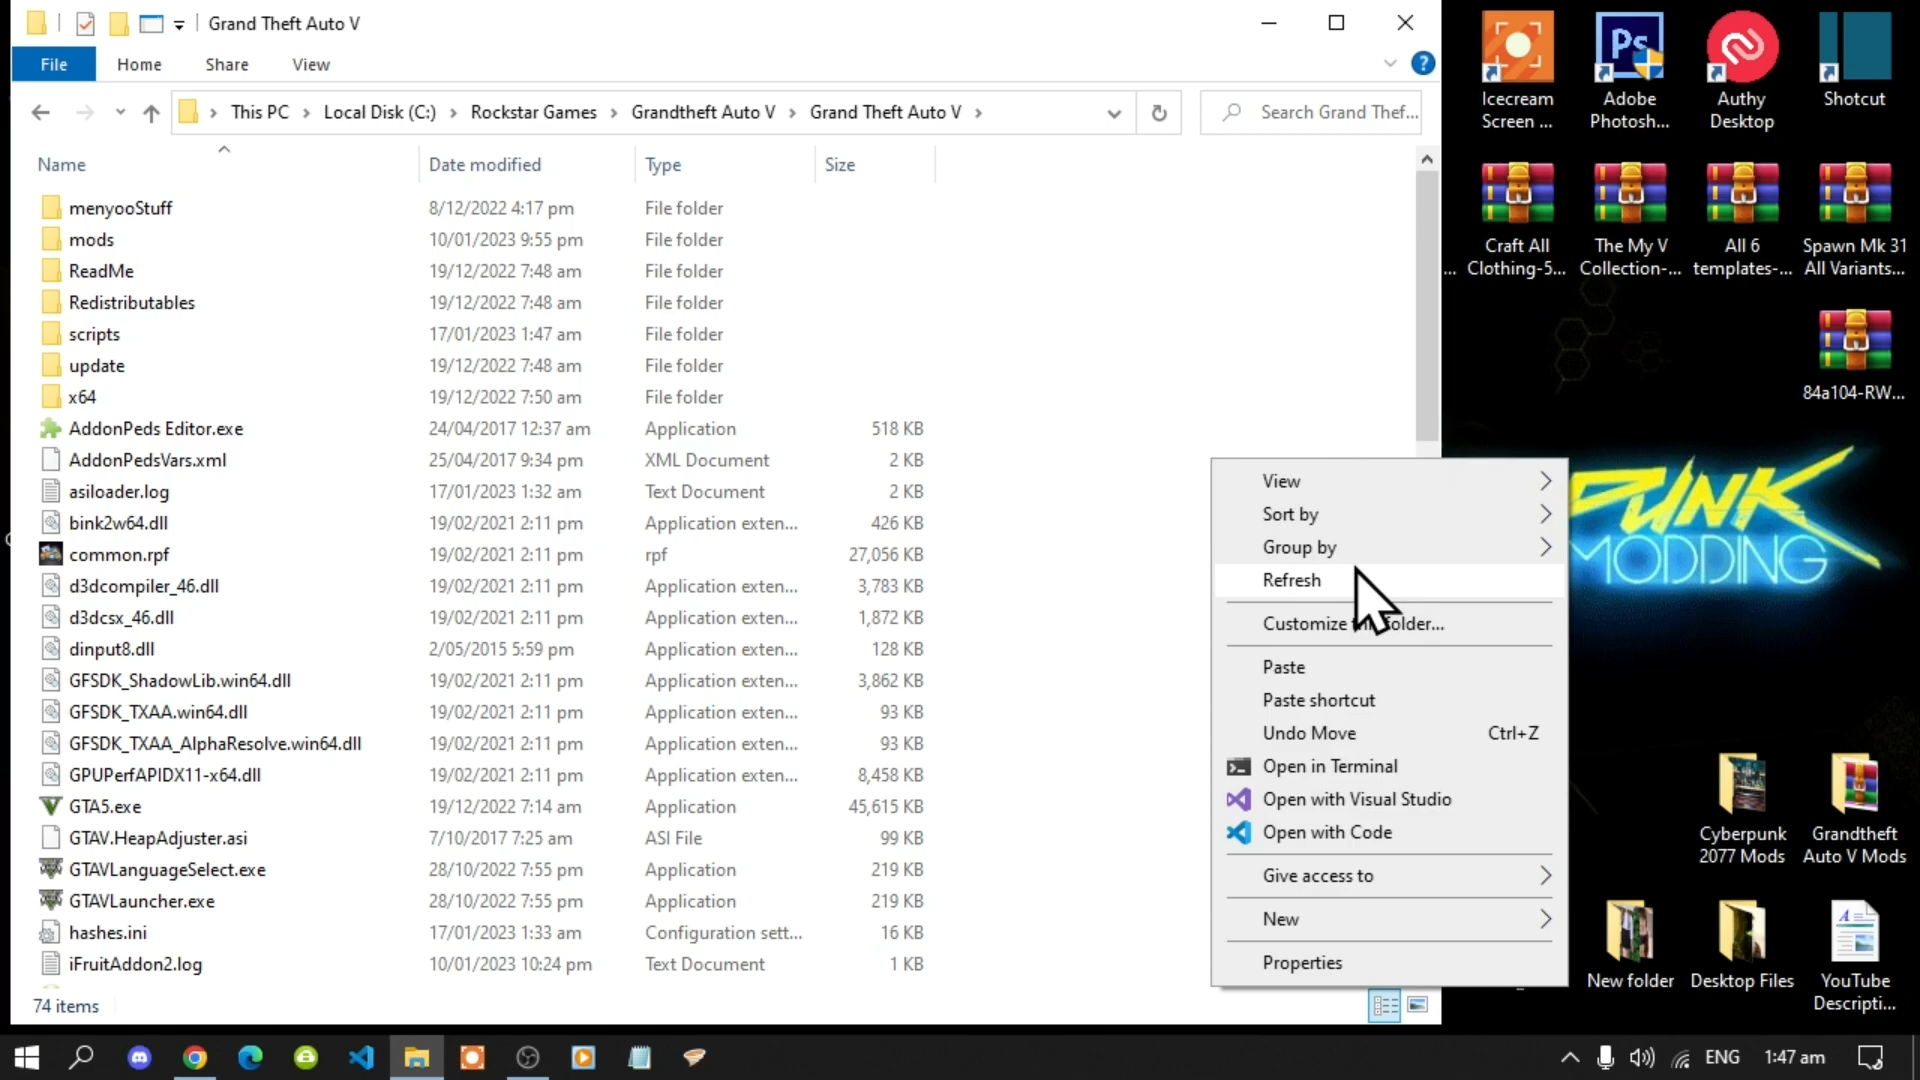 Grand Theft Auto V
File Home Share View
This PC Local Disk (C:) Rockstar Games Grandtheft Auto V Grand Theft Auto V Search Grand Thef...
Name Date modified Type Size
menyooStuff 8/12/2022 4:17 pm File folder
mods 10/01/2023 9:55 pm File folder
ReadMe 19/12/2022 7:48 am File folder
Redistributables 19/12/2022 7:48 am File folder
scripts 17/01/2023 1:47 am File folder
update 19/12/2022 7:48 am File folder
x64 19/12/2022 7:50 am File folder
AddonPeds Editor.exe 24/04/2017 12:37 am Application 518 KB
AddonPedsVars.xml 25/04/2017 9:34 pm XML Document 2 KB
asiloader.log 17/01/2023 1:32 am Text Document 2 KB
bink2w64.dll 19/02/2021 2:11 pm Application exten... 426 KB
common.rpf 19/02/2021 2:11 pm rpf 27,056 KB
d3dcompiler_46.dll 19/02/2021 2:11 pm Application exten... 3,783 KB
d3dcsx_46.dll 19/02/2021 2:11 pm Application exten... 1,872 KB
dinput8.dll 2/05/2015 5:59 pm Application exten... 128 KB
GFSDK_ShadowLib.win64.dll 19/02/2021 2:11 pm Application exten... 3,862 KB
GFSDK_TXAA.win64.dll 19/02/2021 2:11 pm Application exten... 93 KB
GFSDK_TXAA_AlphaResolve.win64.dll 19/02/2021 2:11 pm Application exten... 93 KB
GPUPerfAPIDX11-x64.dll 19/02/2021 2:11 pm Application exten... 8,458 KB
GTA5.exe 19/12/2022 7:14 am Application 45,615 KB
GTAV.HeapAdjuster.asi 7/10/2017 7:25 am ASI File 99 KB
GTAVLanguageSelect.exe 28/10/2022 7:55 pm Application 219 KB
GTAVLauncher.exe 28/10/2022 7:55 pm Application 219 KB
hashes.ini 17/01/2023 1:33 am Configuration sett... 16 KB
iFruitAddon2.log 10/01/2023 10:24 pm Text Document 1 KB
74 items
View
Sort by
Group by
Refresh
Customize
Paste
Paste shortcut
Undo Move Ctrl+Z
Open in Terminal
Open with Visual Studio
Open with Code
Give access to
New
Properties
Icecream
Screen ...
Ps
Adobe
Photosh...
Authy
Desktop
Shotcut
... Craft All
Clothing-5...
The My V
Collection-...
All 6
templates-...
Spawn Mk 31
All Variants...
84a104-RW...
PUNK
MODDING
Cyberpunk
2077 Mods
Grandtheft
Auto V Mods
New folder
Desktop Files
YouTube
Descripti...
ENG 1:47 am